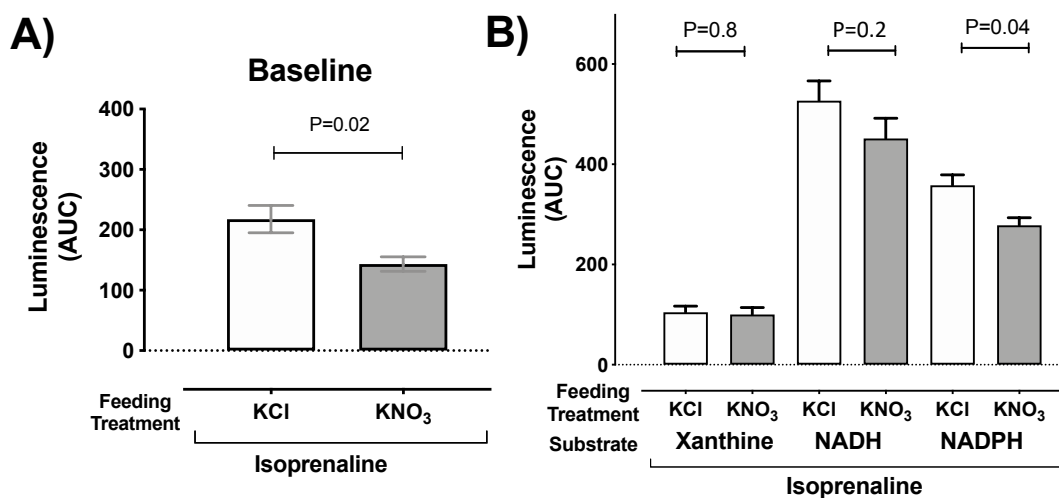 A)
Baseline
Luminescence
(AUC)
400
300
200
100
0
P=0.02
Feeding
Treatment
KCl KNO₃
Isoprenaline
B)
Luminescence
(AUC)
600
400
200
0
P=0.8 P=0.2 P=0.04
Feeding
Treatment
KCl KNO₃ KCl KNO₃ KCl KNO₃
Substrate Xanthine NADH NADPH
Isoprenaline